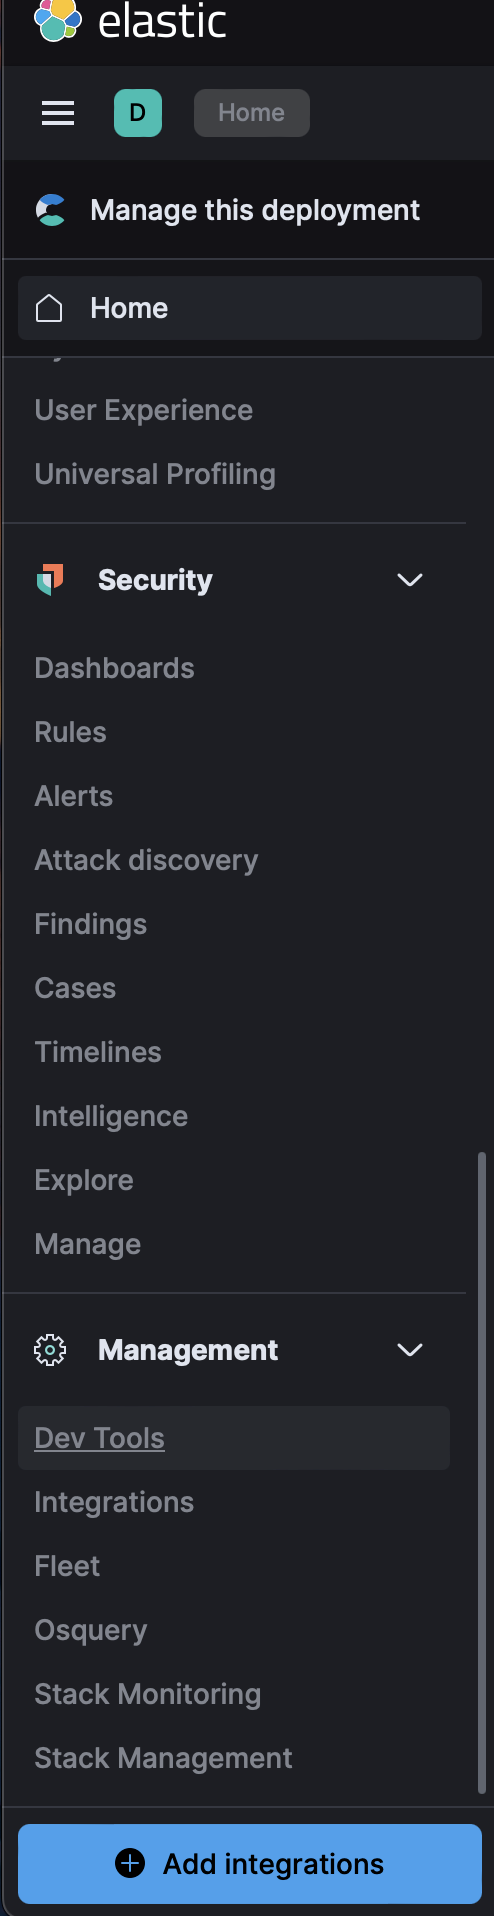 elastic
D Home
Manage this deployment
Home
User Experience
Universal Profiling
Security
Dashboards
Rules
Alerts
Attack discovery
Findings
Cases
Timelines
Intelligence
Explore
Manage
Management
Dev Tools
Integrations
Fleet
Osquery
Stack Monitoring
Stack Management
Add integrations